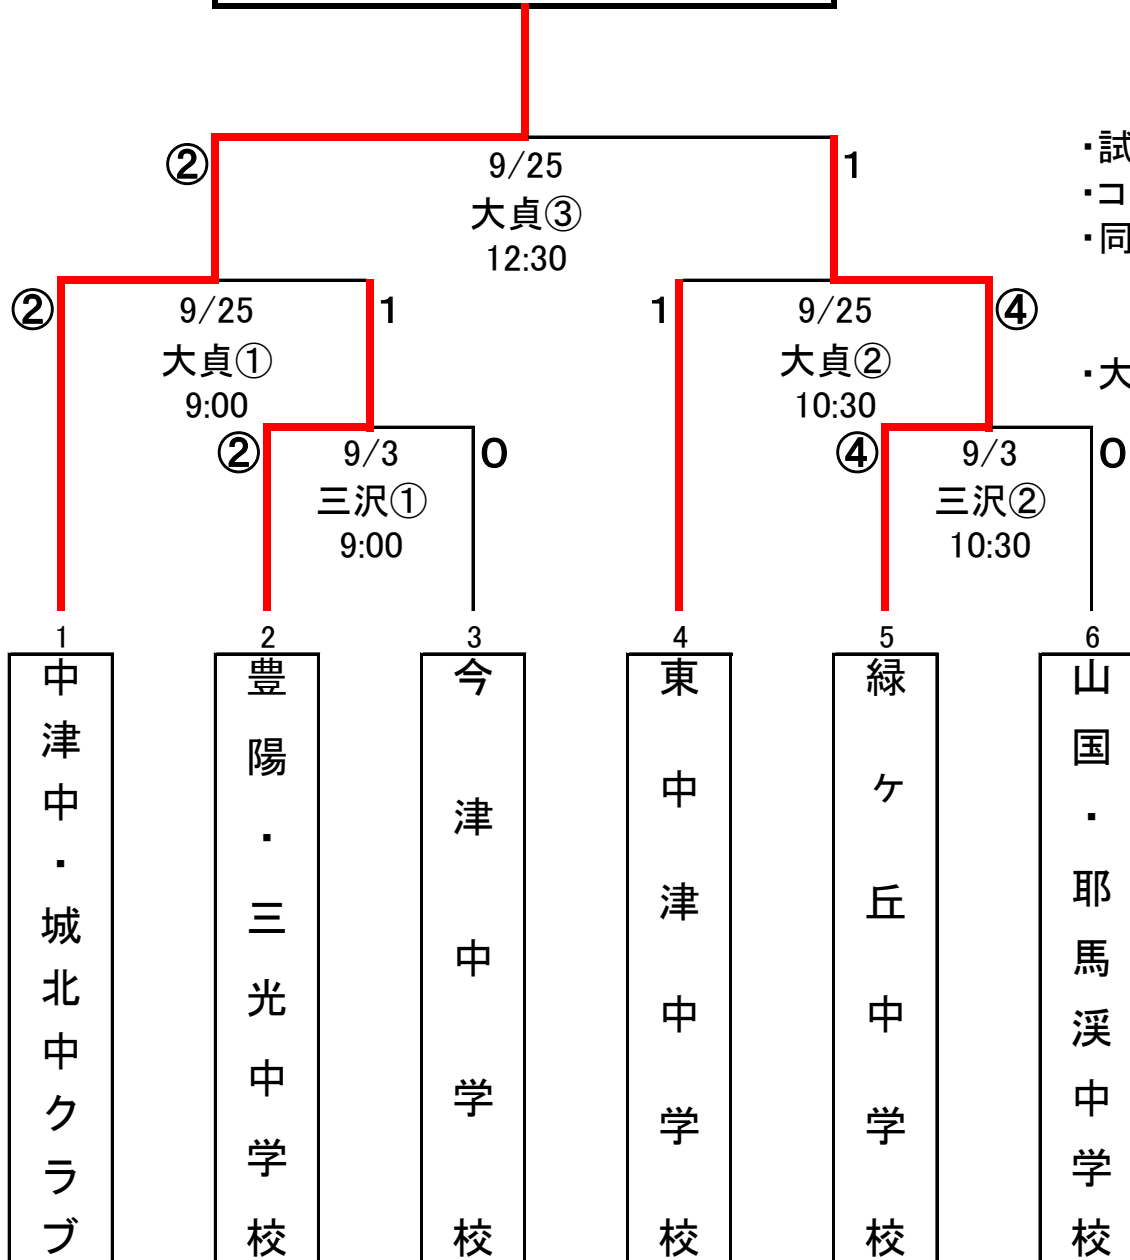 ② 9/25 1
大貞③
12:30
・試
・コ
・同
② 9/25 1
大貞①
9:00
1 9/25 ④
大貞②
10:30
・大
② 9/3 0
三沢①
9:00
④ 9/3 0
三沢②
10:30
1
中津中・城北中クラブ
2
豊陽・三光中学校
3
今津中学校
4
東中津中学校
5
緑ヶ丘中学校
6
山国・耶馬渓中学校